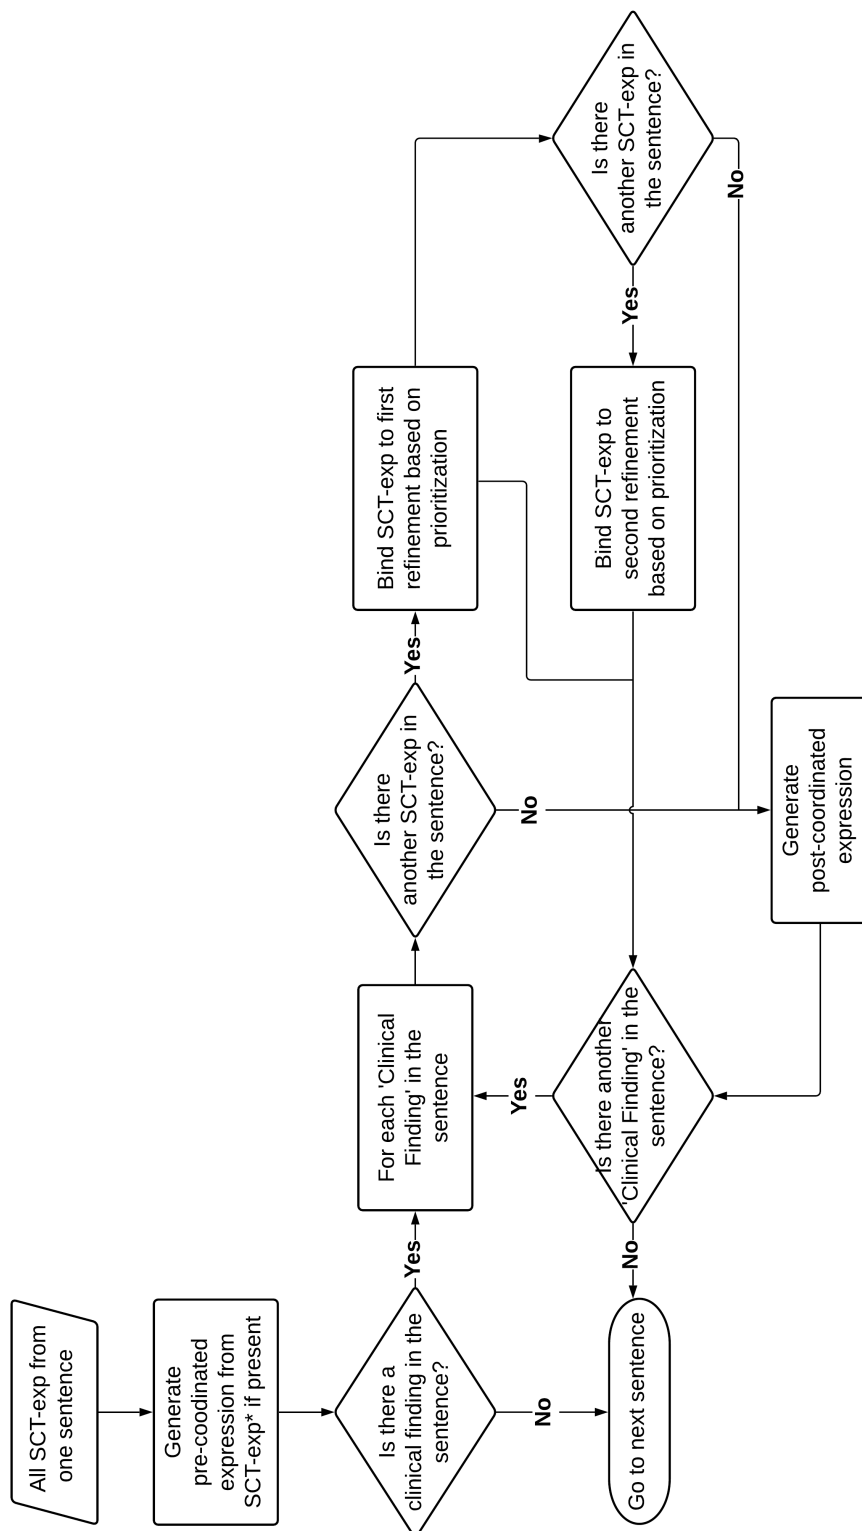 All SCT-exp from
one sentence
Generate
pre-coodinated
expression from
SCT-exp* if present
Is there a
clinical finding in the
sentence?
Yes
No
For each 'Clinical
Finding' in the
sentence
Is there
another SCT-exp in
the sentence?
Yes
No
Bind SCT-exp to first
refinement based on
prioritization
Is there
another SCT-exp in
the sentence?
Yes
No
Bind SCT-exp to
second refinement
based on prioritization
Generate
post-coordinated
expression
Is there another
'Clinical Finding' in the
sentence?
Yes
No
Go to next sentence